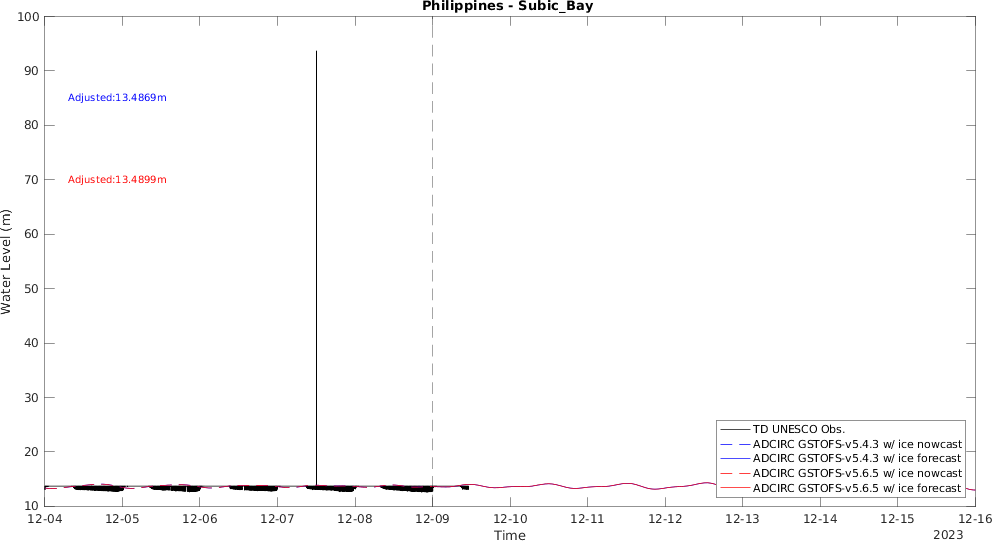 Philippines - Subic_Bay
100
90
80
70
60
50
40
30
20
10
Water Level (m)
Adjusted:13.4869m
Adjusted:13.4899m
TD UNESCO Obs.
ADCIRC GSTOFS-v5.4.3 w/ ice nowcast
ADCIRC GSTOFS-v5.4.3 w/ ice forecast
ADCIRC GSTOFS-v5.6.5 w/ ice nowcast
ADCIRC GSTOFS-v5.6.5 w/ ice forecast
12-04 12-05 12-06 12-07 12-08 12-09 12-10 12-11 12-12 12-13 12-14 12-15 12-16
Time
2023